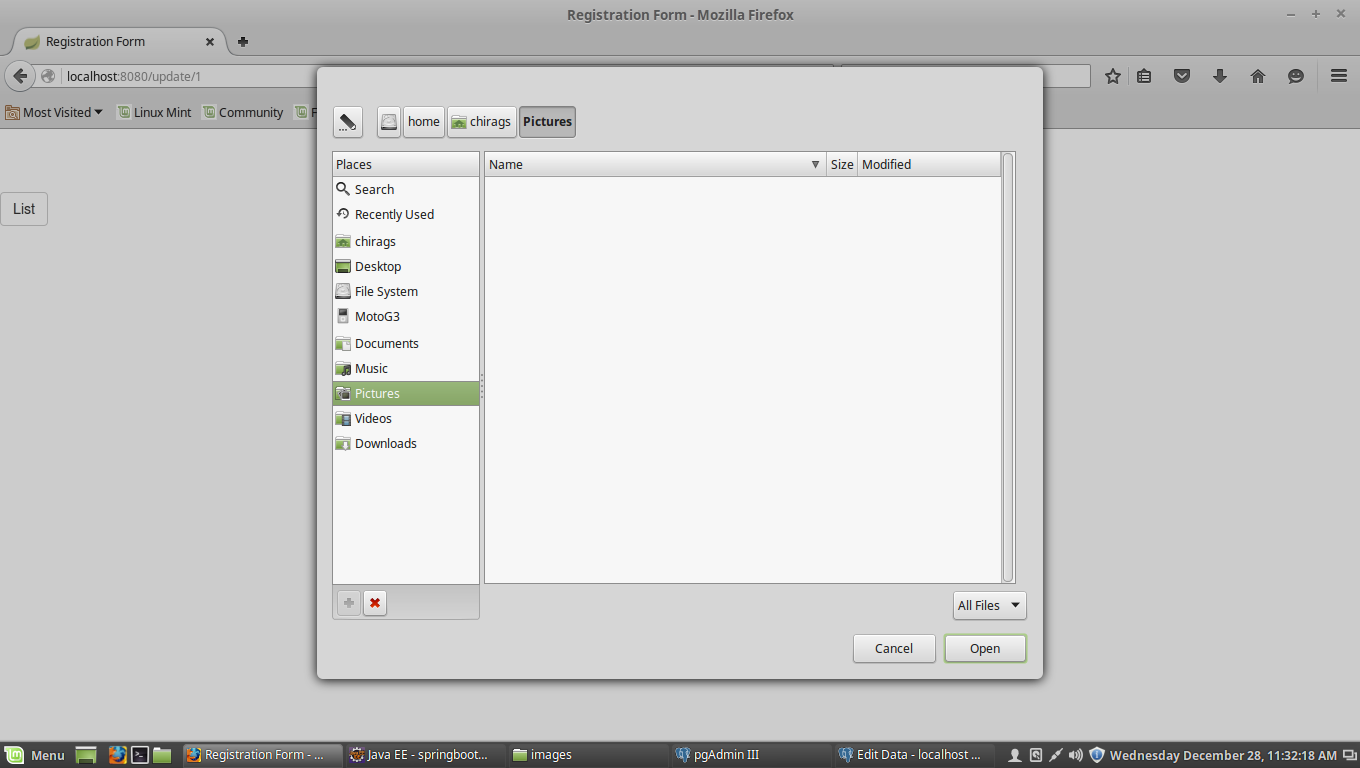 Registration Form - Mozilla Firefox
Registration Form
localhost:8080/update/1
Most Visited
Linux Mint
Community
F
home
chirags
Pictures
Places
Name
Size
Modified
Search
Recently Used
chirags
Desktop
File System
MotoG3
Documents
Music
Pictures
Videos
Downloads
List
All Files
Cancel
Open
Menu
Registration Form - ...
Java EE - springboot...
images
pgAdmin III
Edit Data - localhost ...
Wednesday December 28, 11:32:18 AM